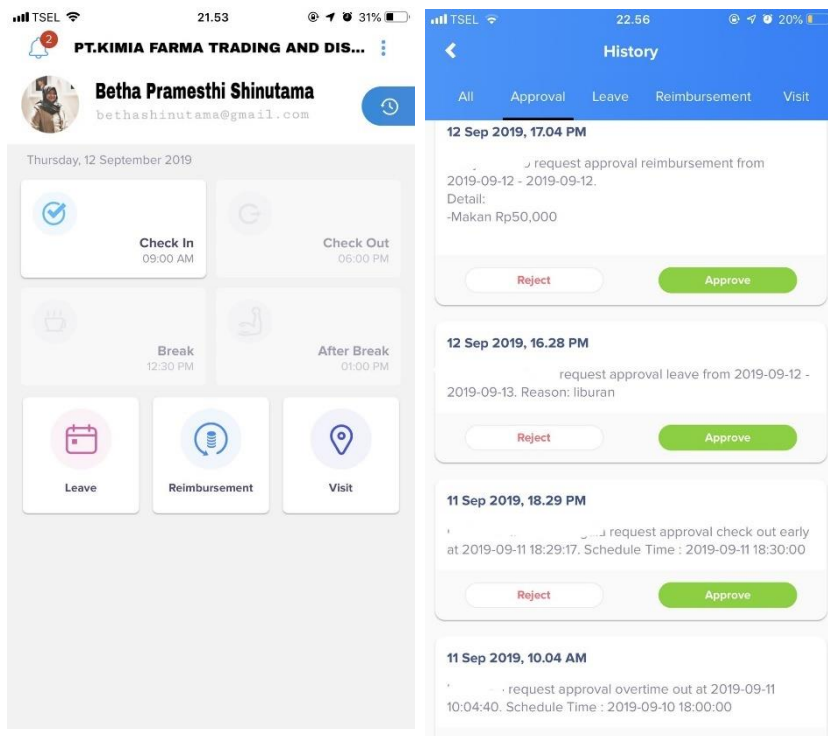 TSEL 21.53 31%
2
PT.KIMIA FARMA TRADING AND DIS...
Betha Pramesthi Shinutama
bethashinutama@gmail.com
Thursday, 12 September 2019
Check In
09:00 AM
Check Out
06:00 PM
Break
12:30 PM
After Break
01:00 PM
Leave
Reimbursement
Visit
TSEL 22.56 20%
History
All Approval Leave Reimbursement Visit
12 Sep 2019, 17.04 PM
request approval reimbursement from
2019-09-12 - 2019-09-12.
Detail:
-Makan Rp50,000
Reject Approve
12 Sep 2019, 16.28 PM
request approval leave from 2019-09-12 -
2019-09-13. Reason: liburan
Reject Approve
11 Sep 2019, 18.29 PM
request approval check out early
at 2019-09-11 18:29:17. Schedule Time : 2019-09-11 18:30:00
Reject Approve
11 Sep 2019, 10.04 AM
request approval overtime out at 2019-09-11
10:04:40. Schedule Time : 2019-09-10 18:00:00